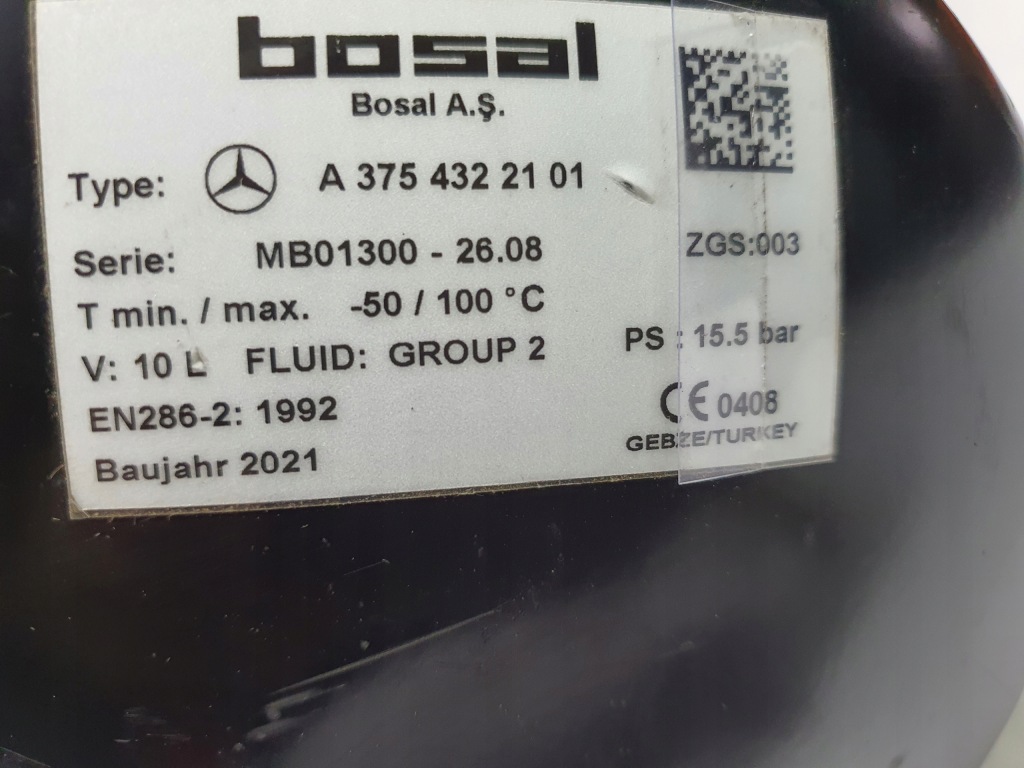 bosal
Bosal A.Ş.
Type: A 375 432 21 01
Serie: MB01300 - 26.08
ZGS:003
T min. / max. -50 / 100 °C
V: 10 L FLUID: GROUP 2
PS : 15.5 bar
EN286-2: 1992
CE 0408
GEBZE/TURKEY
Baujahr 2021